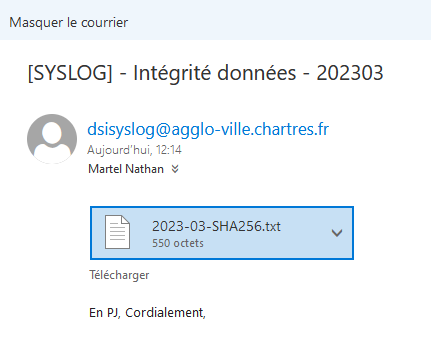 Masquer le courrier
[SYSLOG] - Intégrité données - 202303
dsisyslog@agglo-ville.chartres.fr
Aujourd'hui, 12:14
Martel Nathan
2023-03-SHA256.txt
550 octets
Télécharger
En PJ, Cordialement,